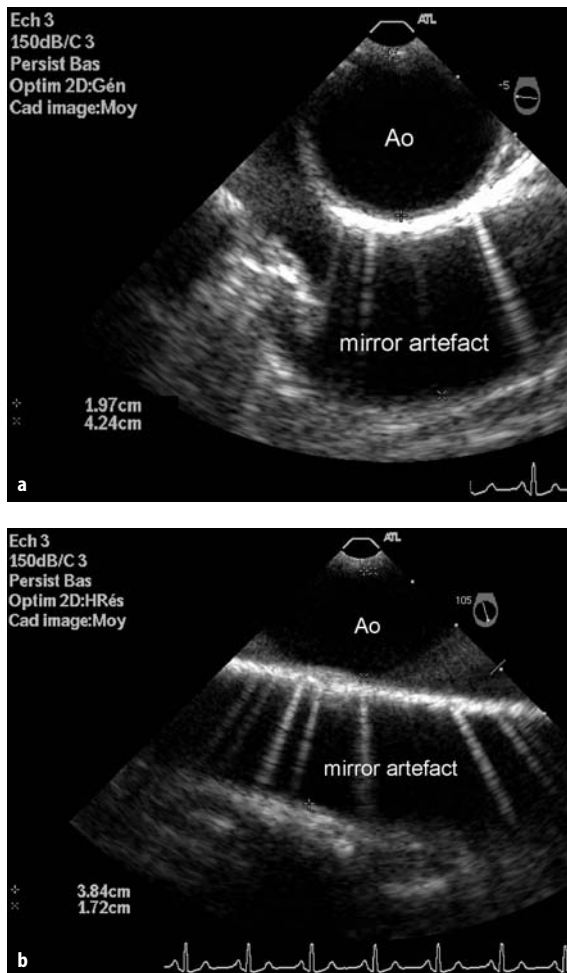 Ech 3
150dB/C 3
Persist Bas
Optim 2D:Gén
Cad image:Moy
ATL
-5
Ao
mirror artefact
1.97cm
4.24cm
a
Ech 3
150dB/C 3
Persist Bas
Optim 2D:HRés
Cad image:Moy
ATL
105
Ao
mirror artefact
3.84cm
1.72cm
b